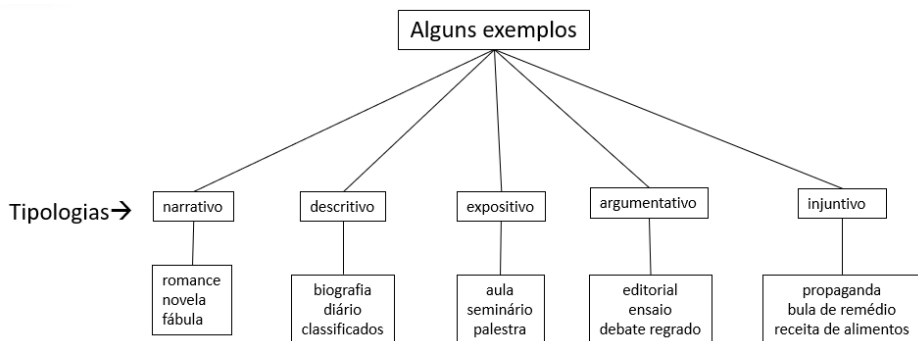 Alguns exemplos
Tipologias→
narrativo
descritivo
expositivo
argumentativo
injuntivo
romance
novela
fábula
biografia
diário
classificados
aula
seminário
palestra
editorial
ensaio
debate regrado
propaganda
bula de remédio
receita de alimentos